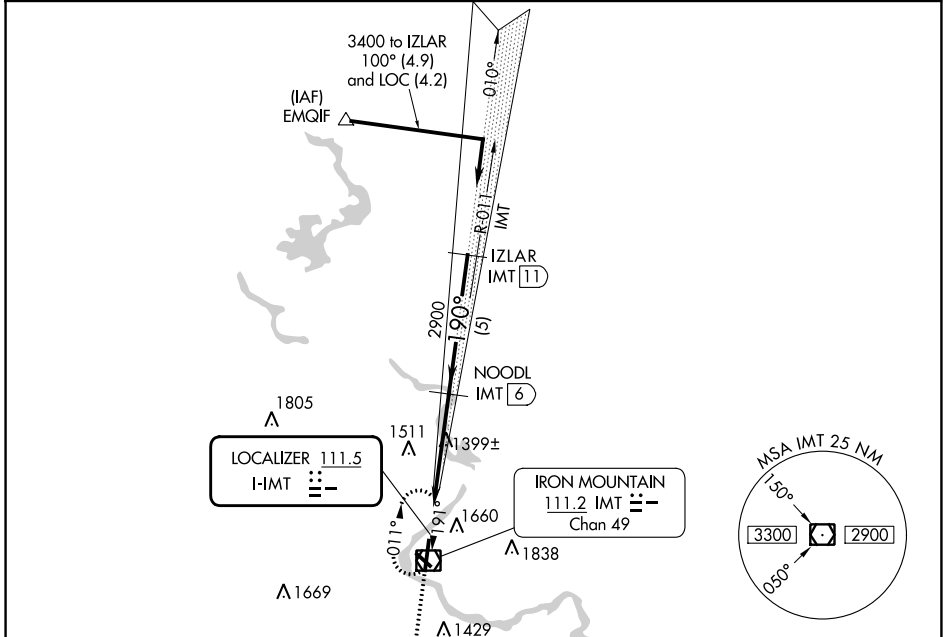 3400 to IZLAR
100° (4.9)
and LOC (4.2)
(IAF)
EMQIF
010°
R-011
IMT
IZLAR
IMT 11
2900
190°
(5)
NOODL
IMT 6
1805
1511
1399±
LOCALIZER 111.5
I-IMT
IRON MOUNTAIN
111.2 IMT
Chan 49
191°
011°
1660
1838
1669
1429
MSA IMT 25 NM
150°
3300
2900
050°